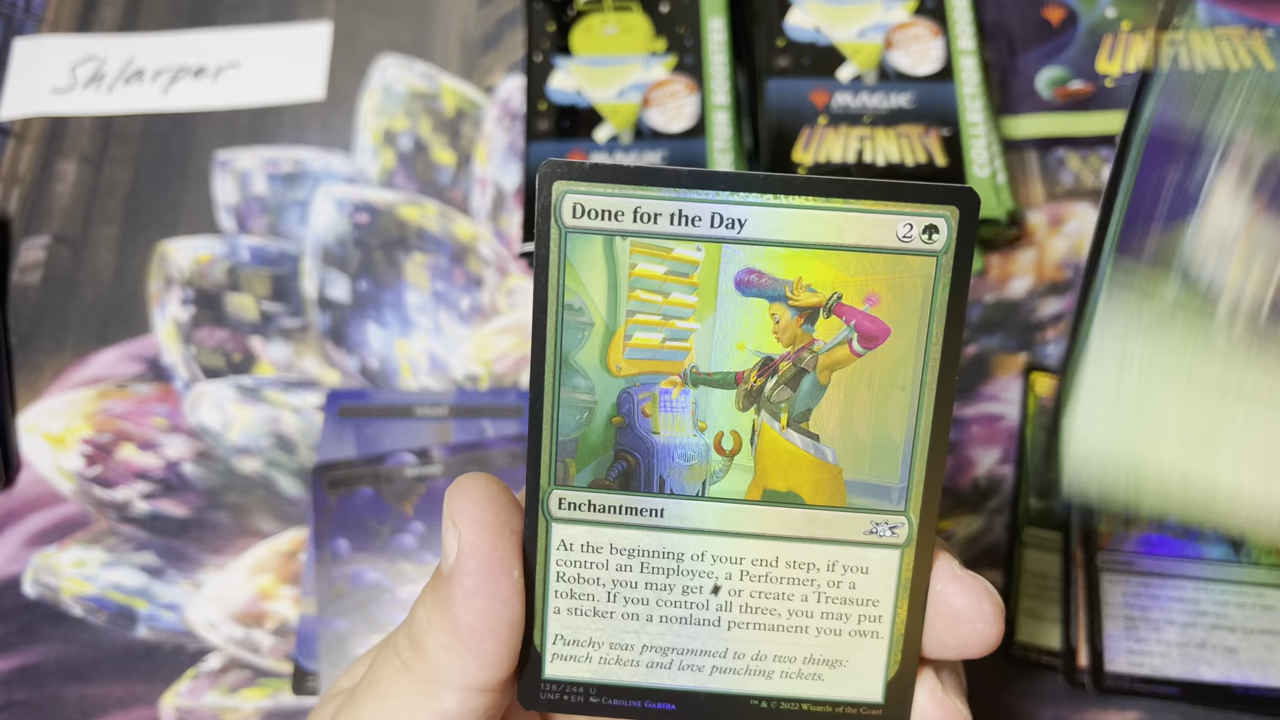 Shlarper
MAGIC
UNFINITY
COLLECTOR BOOSTER
MAGIC
UNFINITY
Done for the Day
2
Enchantment
At the beginning of your end step, if you
control an Employee, a Performer, or a
Robot, you may get or create a Treasure
token. If you control all three, you may put
a sticker on a nonland permanent you own.
Punchy was programmed to do two things:
punch tickets and love punching tickets.
138/244 U
UNF★EN CAROLINE GARIBA
™ & © 2022 Wizards of the Coast